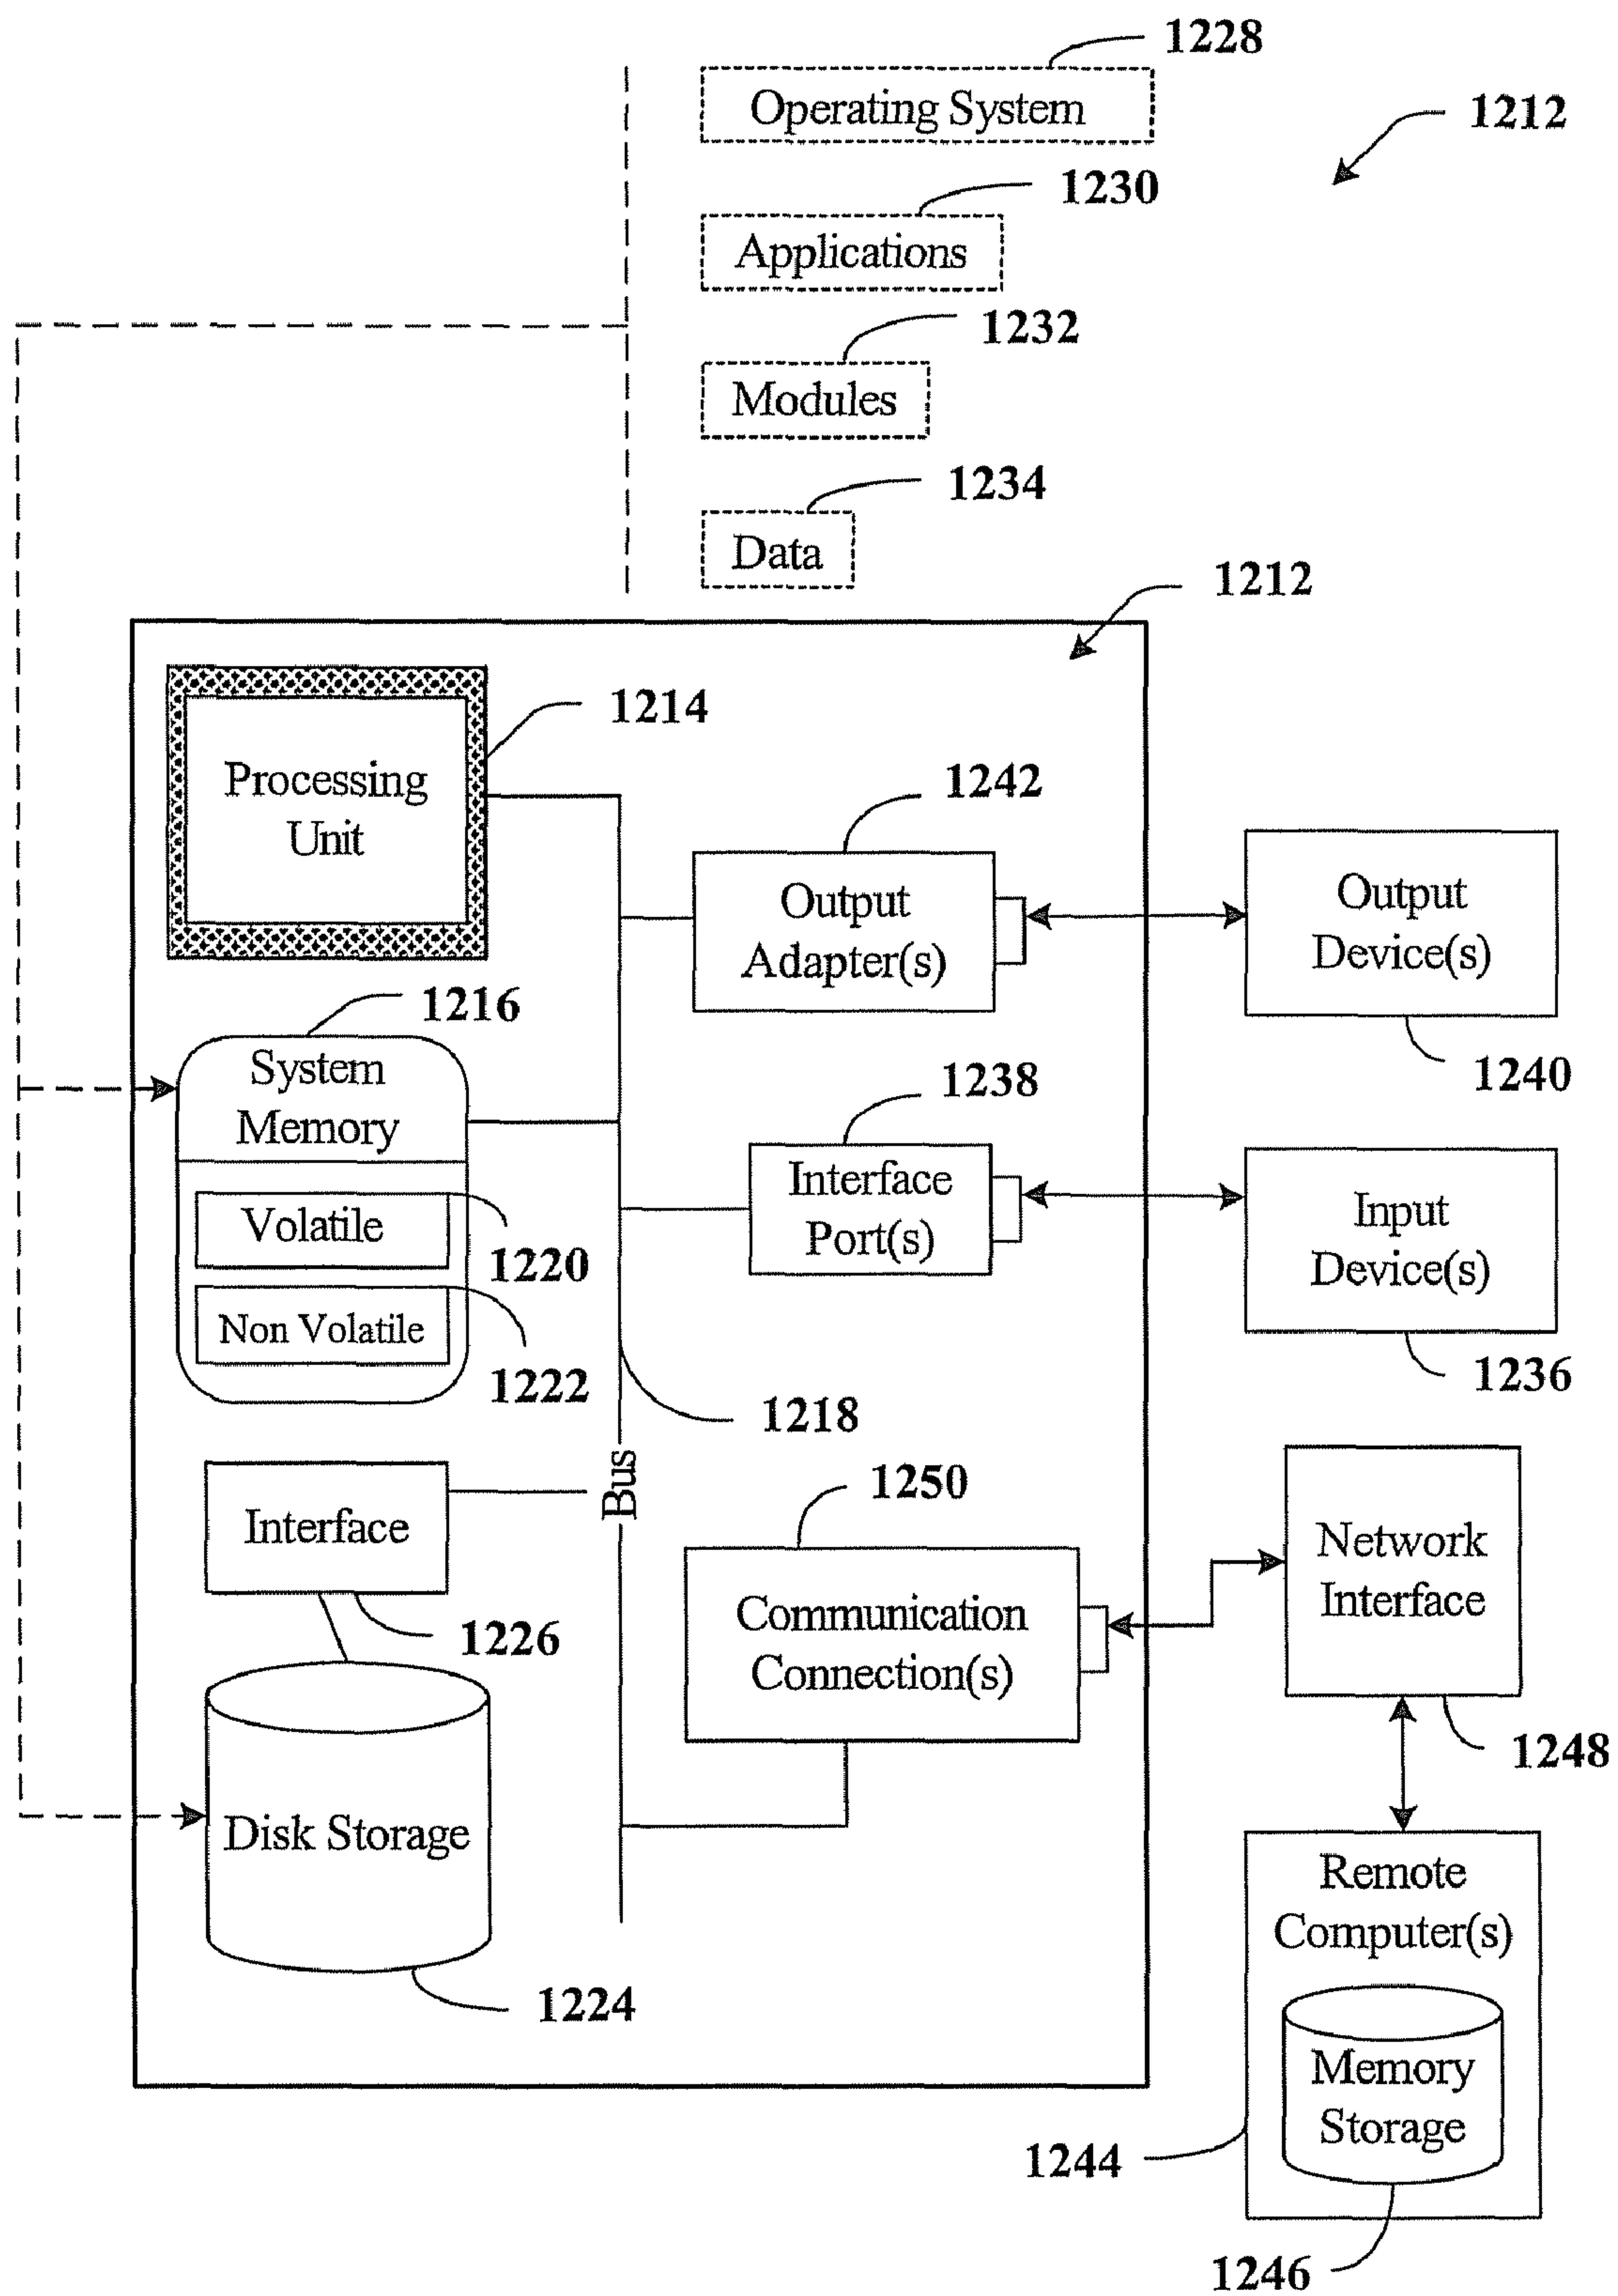 1228
Operating System
1212
1230
Applications
1232
Modules
1234
Data
1212
1214
Processing
Unit
1242
Output
Adapter(s)
Output
Device(s)
1240
1216
System
Memory
1238
Interface
Port(s)
Input
Device(s)
1236
Volatile
1220
Non Volatile
1222
1218
Bus
Interface
1226
1250
Communication
Connection(s)
Network
Interface
1248
Disk Storage
1224
Remote
Computer(s)
Memory
Storage
1244
1246